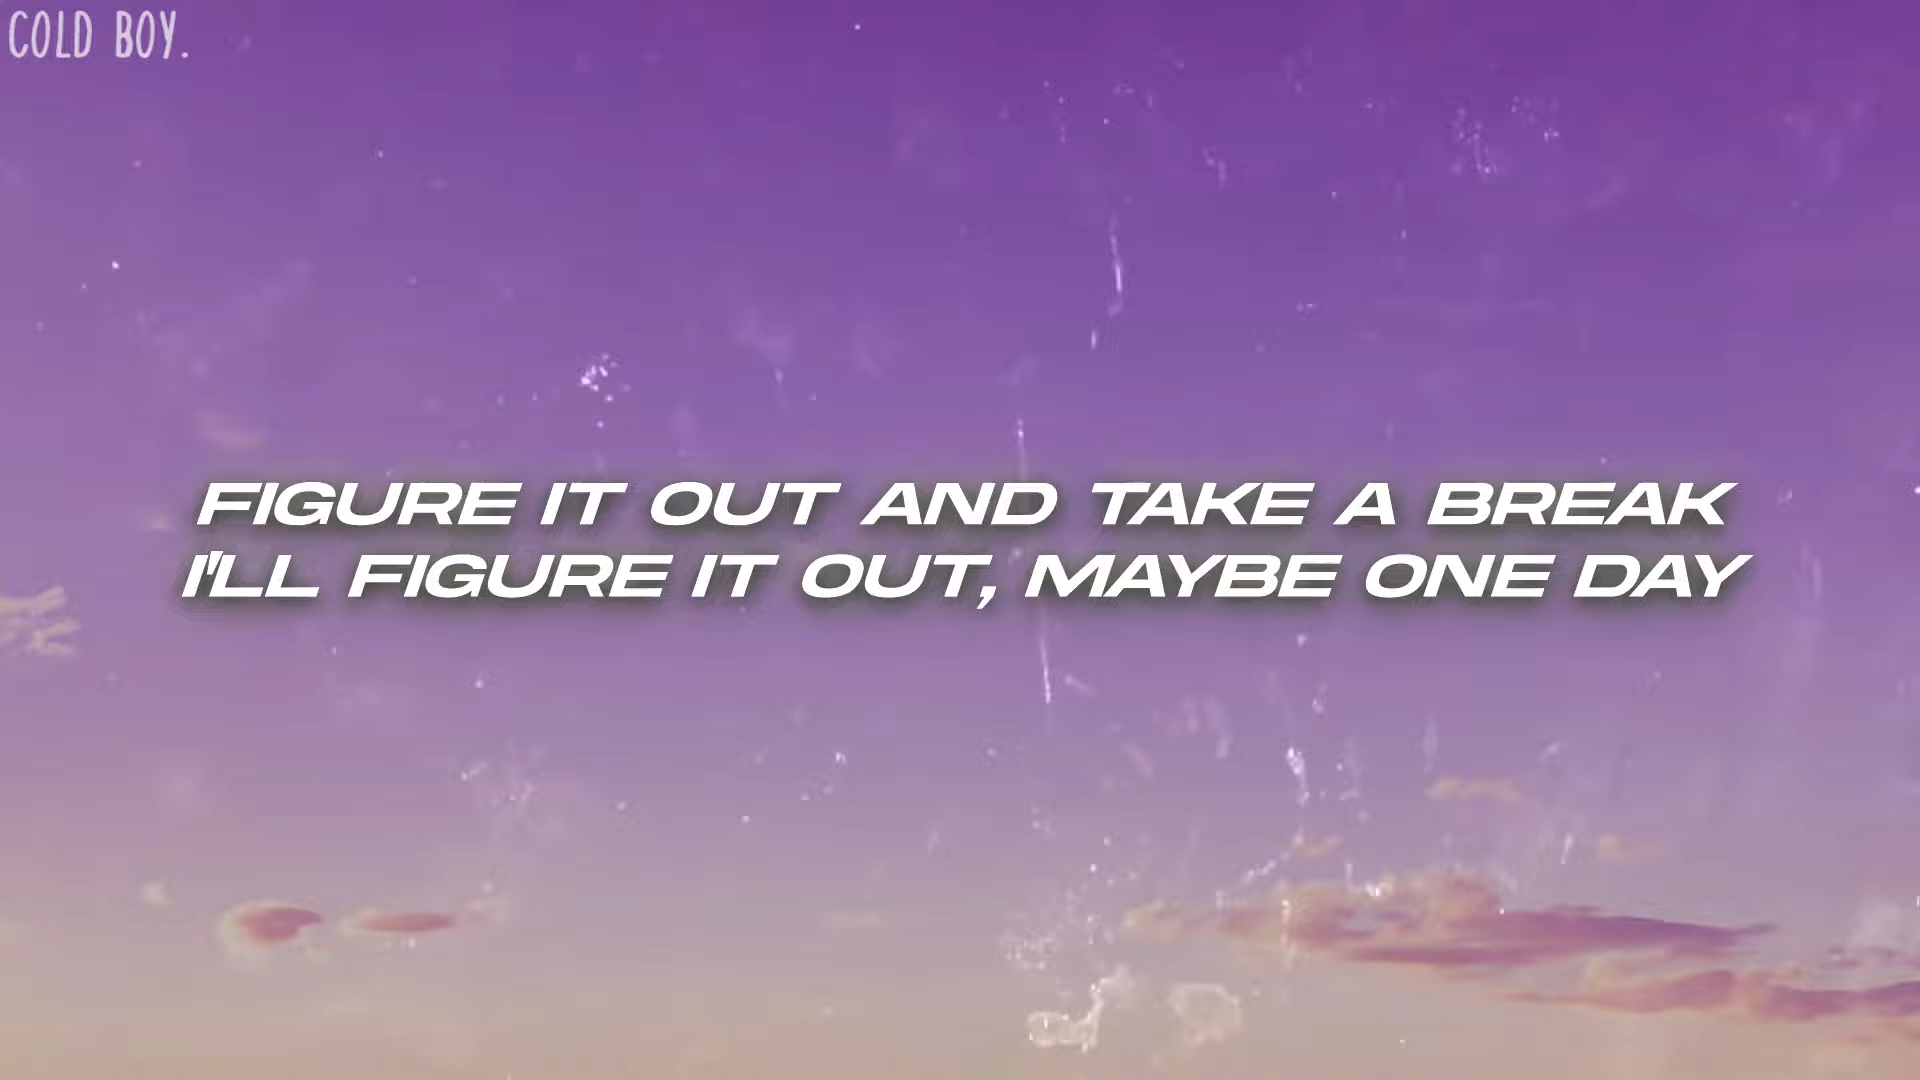 COLD BOY.
FIGURE IT OUT AND TAKE A BREAK
I'LL FIGURE IT OUT, MAYBE ONE DAY